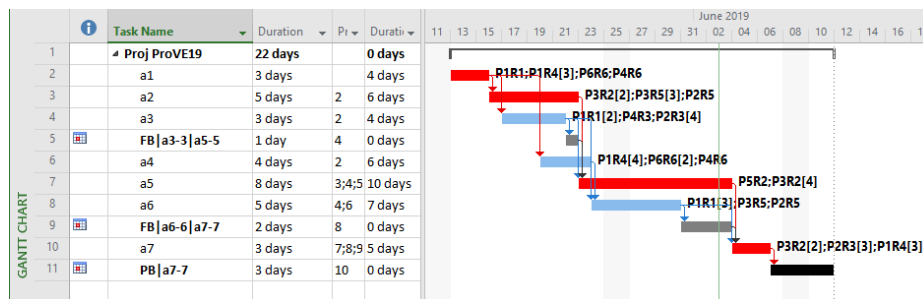 June 2019
Task Name Duration Pr Duratic 11 13 15 17 19 21 23 25 27 29 31 02 04 06 08 10 12 14 16
1 Proj ProVE19 22 days 0 days
2 a1 3 days 4 days P1R1;P1R4[3];P6R6;P4R6
3 a2 5 days 2 6 days P3R2[2];P3R5[3];P2R5
4 a3 3 days 2 4 days P1R1[2];P4R3;P2R3[4]
5 FB|a3-3|a5-5 1 day 4 0 days
6 a4 4 days 2 6 days P1R4[4];P6R6[2];P4R6
7 a5 8 days 3;4;5 10 days P5R2;P3R2[4]
8 a6 5 days 4;6 7 days P1R1[3];P3R5;P2R5
9 FB|a6-6|a7-7 2 days 8 0 days
10 a7 3 days 7;8;9 5 days P3R2[2];P2R3[3];P1R4[3]
11 PB|a7-7 3 days 10 0 days
GANTT CHART